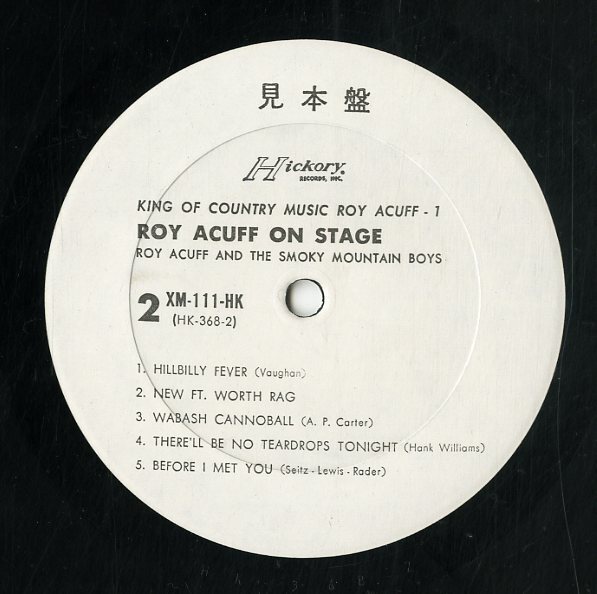 見本盤
Hickory
RECORDS, INC.
KING OF COUNTRY MUSIC ROY ACUFF - 1
ROY ACUFF ON STAGE
ROY ACUFF AND THE SMOKY MOUNTAIN BOYS
2 XM-111-HK
(HK-368-2)
1. HILLBILLY FEVER (Vaughan)
2. NEW FT. WORTH RAG
3. WABASH CANNOBALL (A. P. Carter)
4. THERE'LL BE NO TEARDROPS TONIGHT (Hank Williams)
5. BEFORE I MET YOU (Seitz - Lewis - Rader)